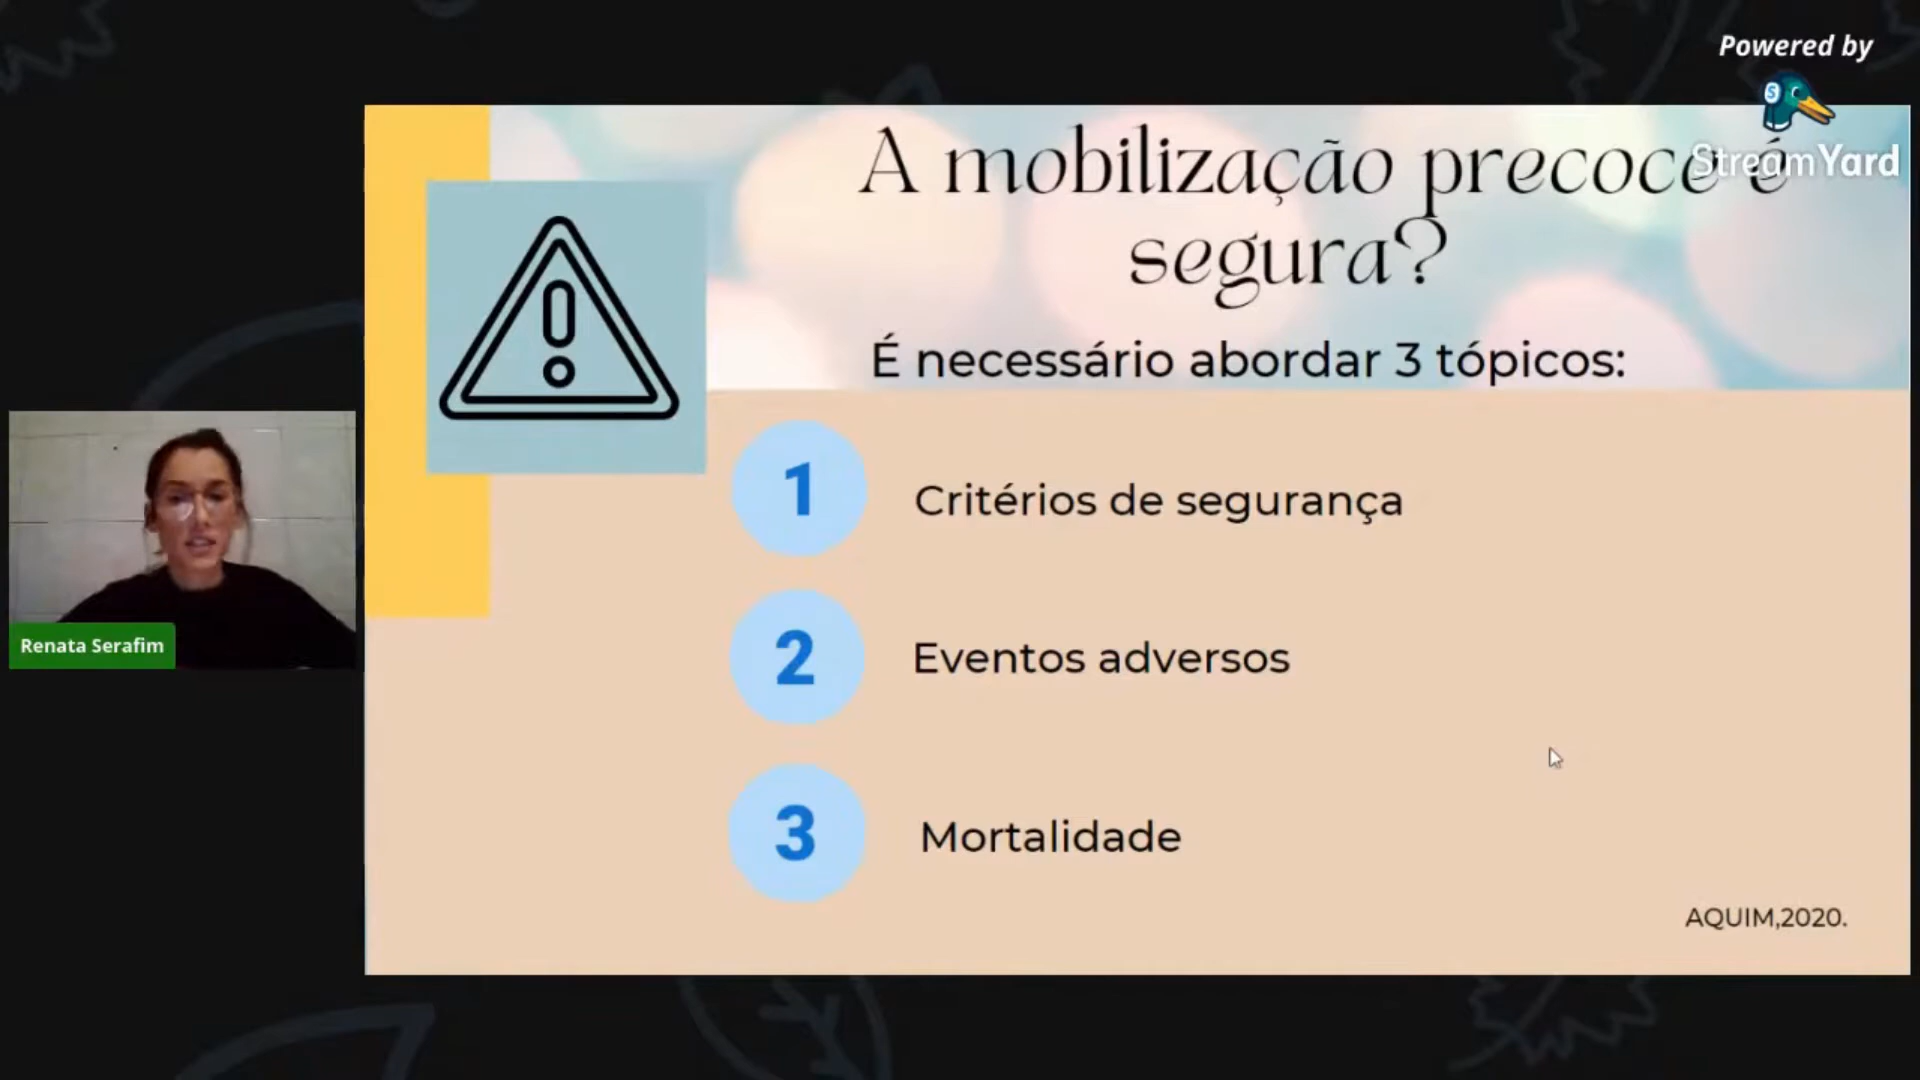 Powered by
StreamYard
A mobilização precoce é
segura?
É necessário abordar 3 tópicos:
1 Critérios de segurança
2 Eventos adversos
3 Mortalidade
AQUIM,2020.
Renata Serafim